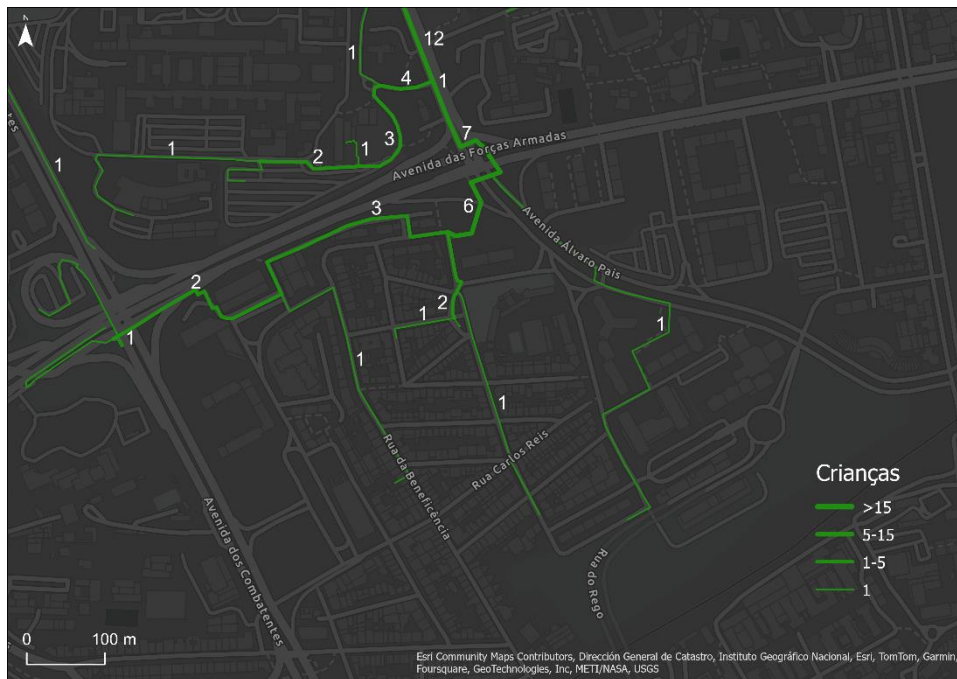 N
12
1
1
4
7
3
1
1
2
1
Avenida das Forças Armadas
ntes
6
3
Avenida Álvaro Pais
2
2
1
1
1
1
1
Rua Carlos Reis
Rua da Beneficência
Avenida dos Combatentes
Rua do Rego
Crianças
>15
5-15
1-5
1
0 100 m
Esri Community Maps Contributors, Dirección General de Catastro, Instituto Geográfico Nacional, Esri, TomTom, Garmin,
Foursquare, GeoTechnologies, Inc, METI/NASA, USGS